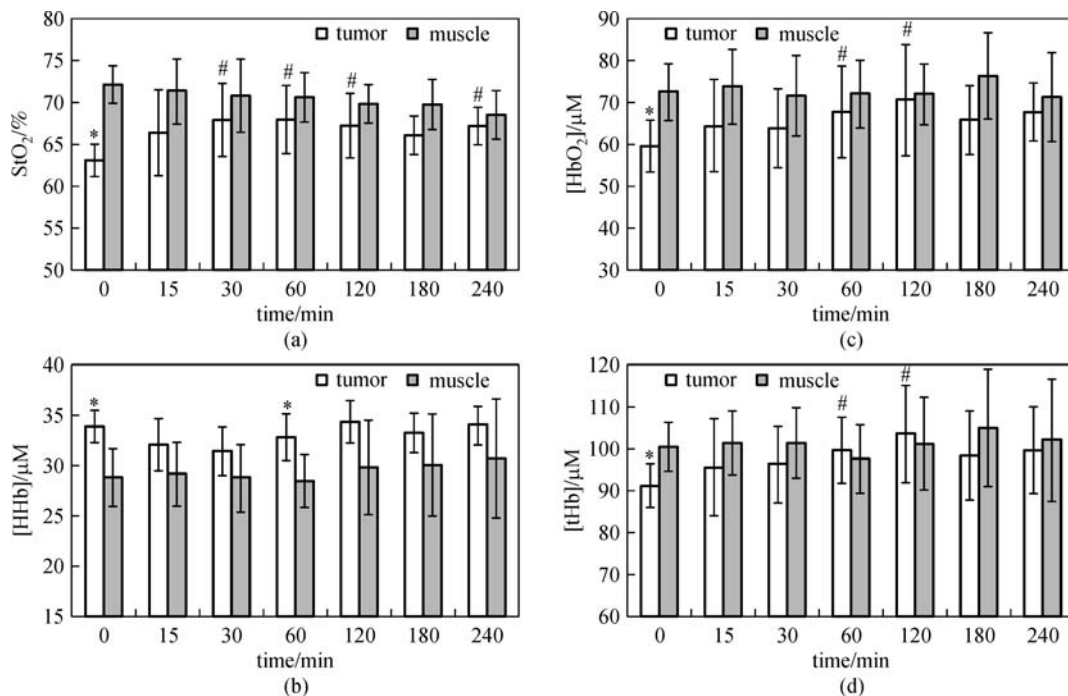 80
75
70
65
60
55
50
StO₂/%
tumor muscle
* # # # #
0 15 30 60 120 180 240
time/min
(a)
90
80
70
60
50
40
30
[HbO₂]/μM
tumor muscle
* # #
0 15 30 60 120 180 240
time/min
(c)
40
35
30
25
20
15
[HHb]/μM
tumor muscle
* *
0 15 30 60 120 180 240
time/min
(b)
120
110
100
90
80
70
60
[tHb]/μM
tumor muscle
* # #
0 15 30 60 120 180 240
time/min
(d)